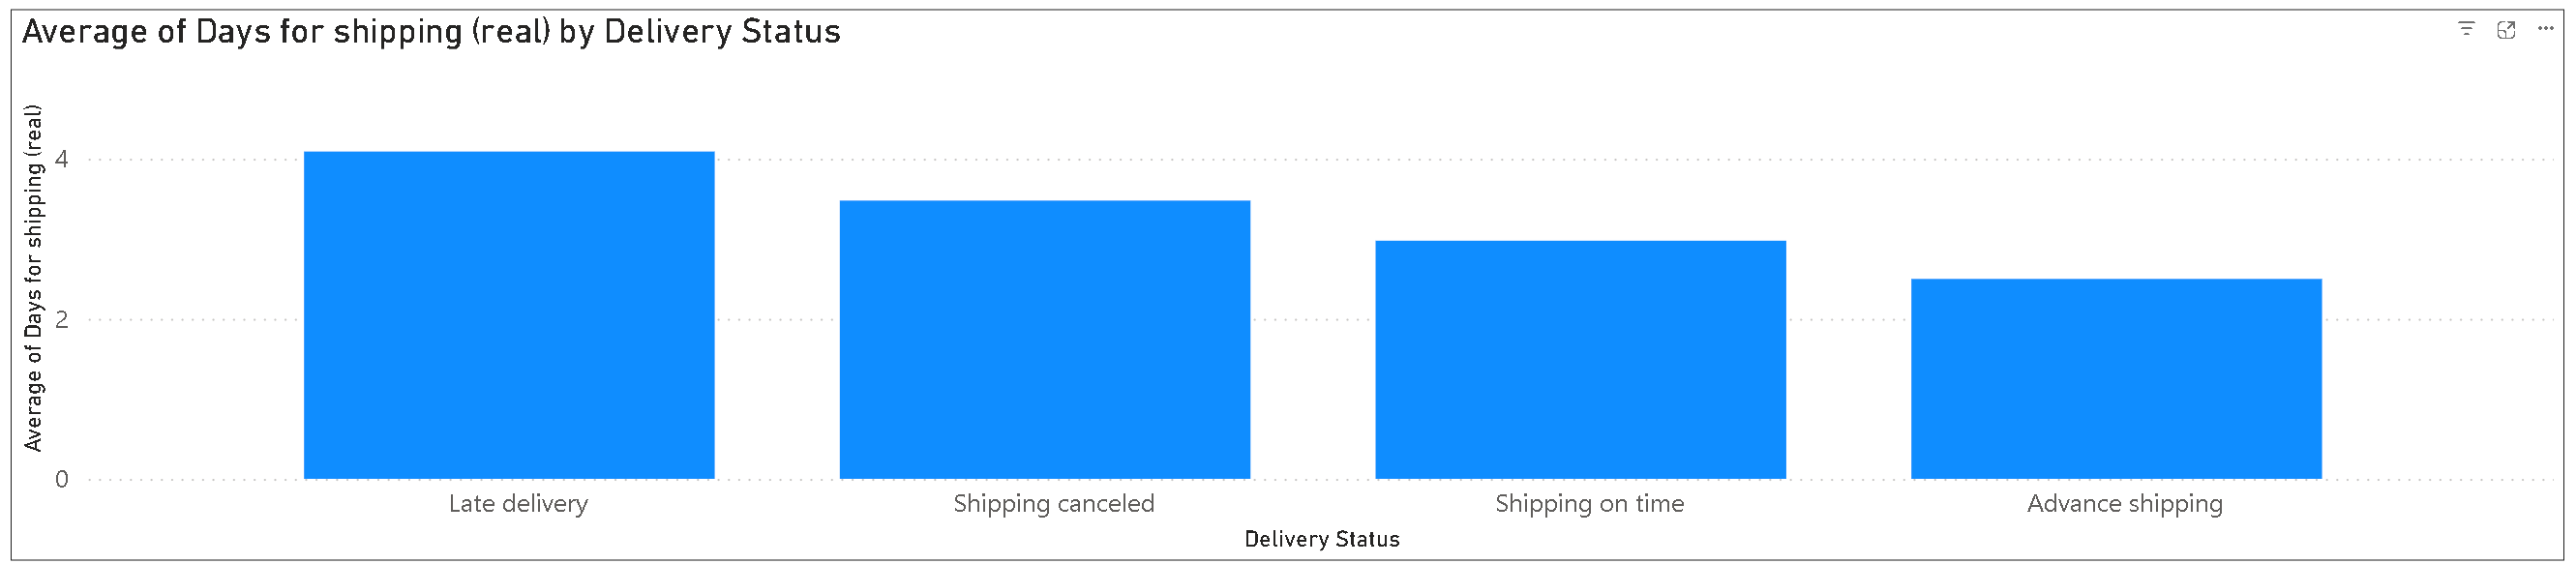 Average of Days for shipping (real) by Delivery Status
Average of Days for shipping (real)
4
2
0
Late delivery
Shipping canceled
Shipping on time
Advance shipping
Delivery Status